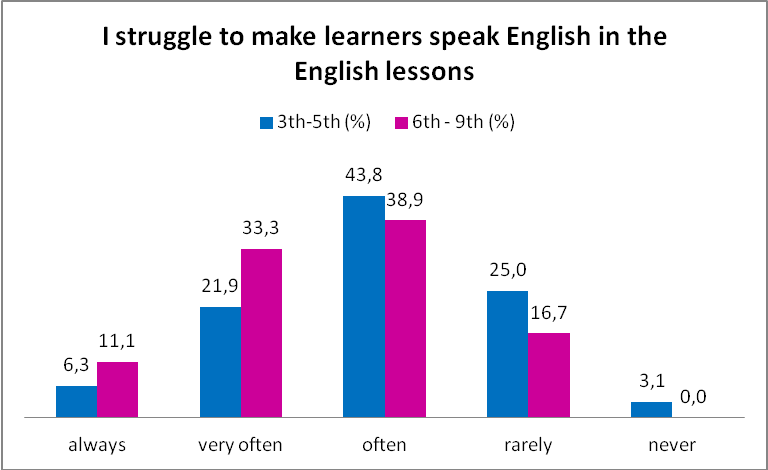 I struggle to make learners speak English in the
English lessons
3th-5th (%) 6th - 9th (%)
43,8
38,9
33,3
25,0
21,9
16,7
11,1
6,3
3,1
0,0
always very often often rarely never